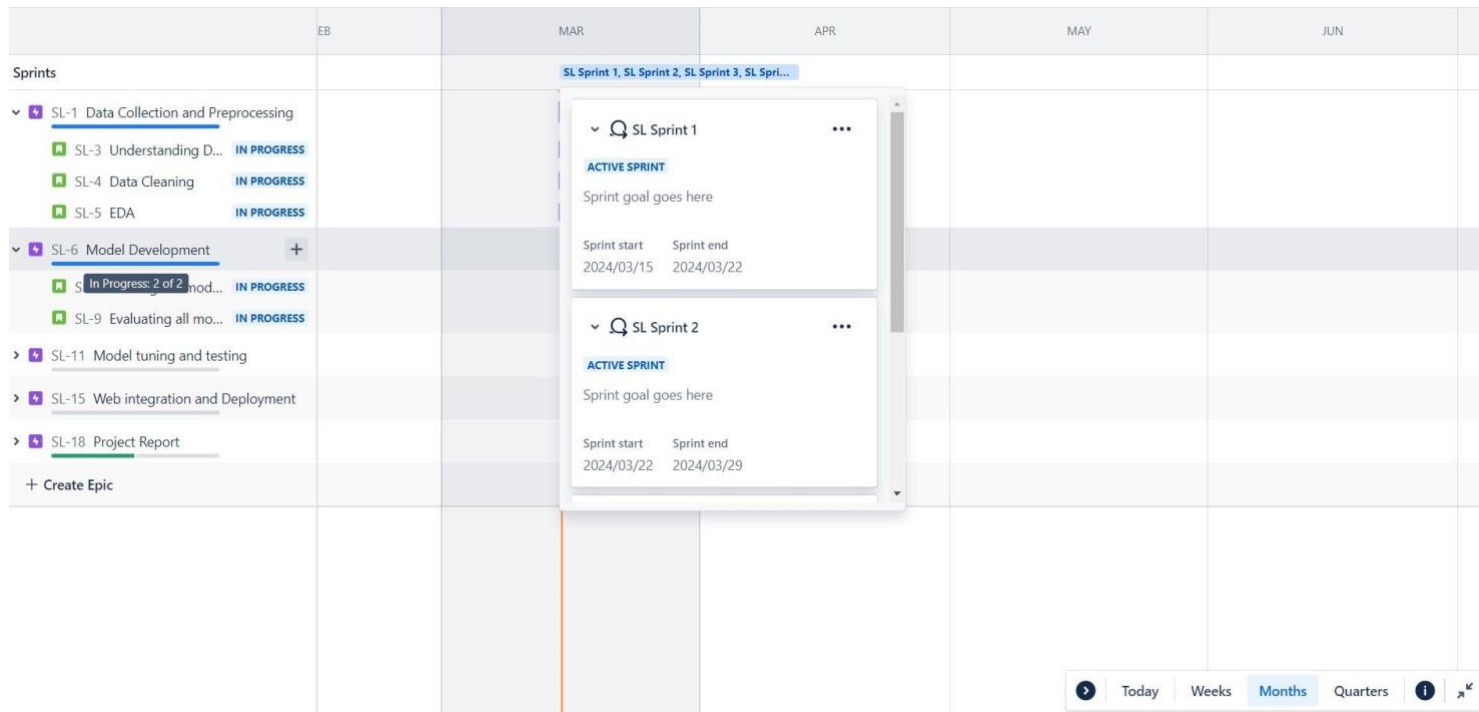 EB MAR APR MAY JUN
Sprints
SL Sprint 1, SL Sprint 2, SL Sprint 3, SL Spri...
SL-1 Data Collection and Preprocessing
SL-3 Understanding D... IN PROGRESS
SL-4 Data Cleaning IN PROGRESS
SL-5 EDA IN PROGRESS
SL-6 Model Development +
In Progress: 2 of 2
S mod... IN PROGRESS
SL-9 Evaluating all mo... IN PROGRESS
SL-11 Model tuning and testing
SL-15 Web integration and Deployment
SL-18 Project Report
+ Create Epic
SL Sprint 1
ACTIVE SPRINT
Sprint goal goes here
Sprint start Sprint end
2024/03/15 2024/03/22
SL Sprint 2
ACTIVE SPRINT
Sprint goal goes here
Sprint start Sprint end
2024/03/22 2024/03/29
Today Weeks Months Quarters